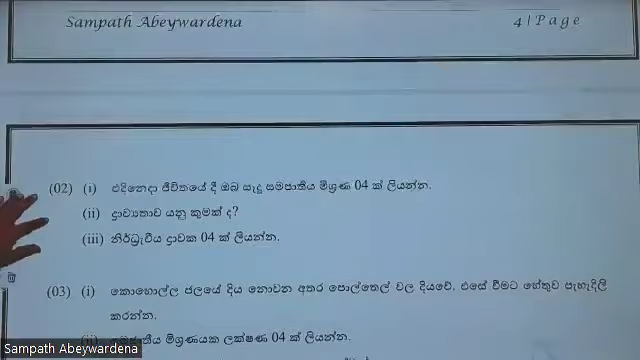 Sampath Abeywardena 4 | Page
(02) (i) එදිනෙදා ජීවිතයේ දී ඔබ සෑදූ සමජාතීය මිශ්‍රණ 04 ක් ලියන්න.
(ii) ද්‍රාව්‍යතාව යනු කුමක් ද?
(iii) නිර්ධ්‍රැවීය ද්‍රාවක 04 ක් ලියන්න.
(03) (i) කොහොල්ල ජලයේ දිය නොවන අතර පොල්තෙල් වල දියවේ, එසේ වීමට හේතුව පැහැදිලි
කරන්න.
(ii) සමජාතීය මිශ්‍රණයක ලක්ෂණ 04 ක් ලියන්න.
Sampath Abeywardena